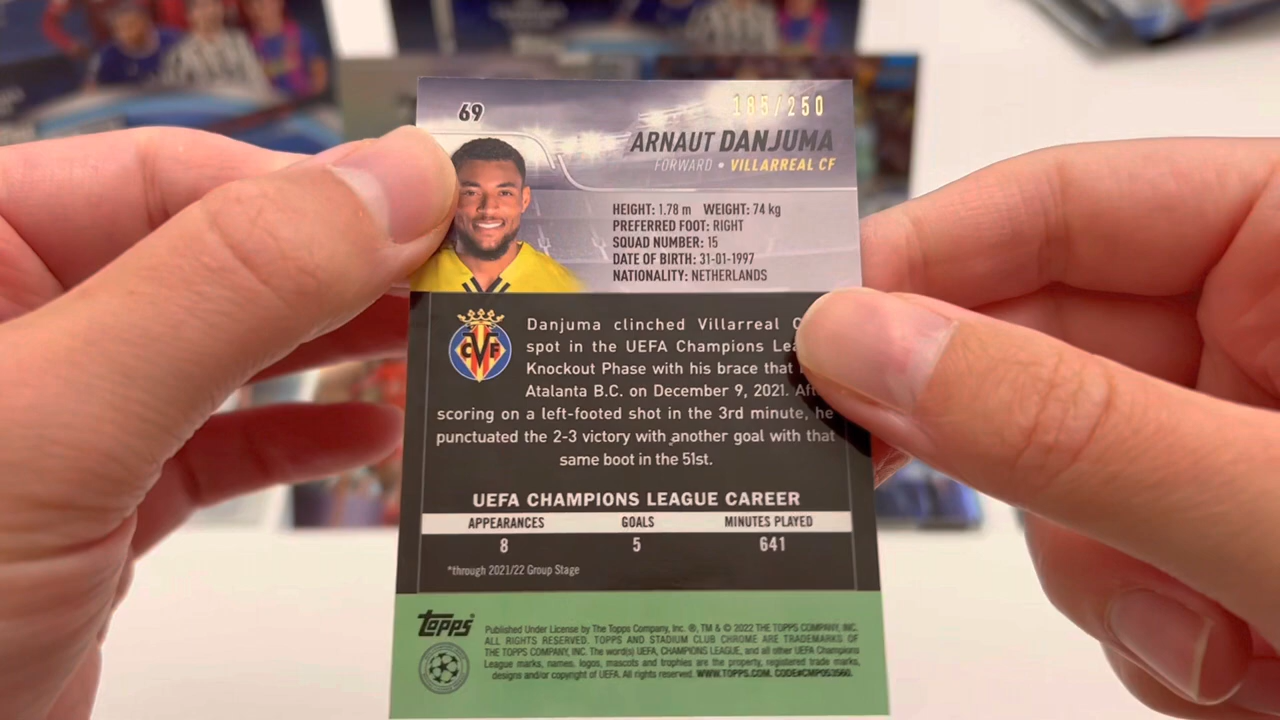 69
185/250
ARNAUT DANJUMA
FORWARD • VILLARREAL CF
HEIGHT: 1.78 m WEIGHT: 74 kg
PREFERRED FOOT: RIGHT
SQUAD NUMBER: 15
DATE OF BIRTH: 31-01-1997
NATIONALITY: NETHERLANDS
Danjuma clinched Villarreal
spot in the UEFA Champions
Knockout Phase with his brace that
Atalanta B.C. on December 9, 2021.
scoring on a left-footed shot in the 3rd minute, he
punctuated the 2-3 victory with another goal with that
same boot in the 51st.
CVF
UEFA CHAMPIONS LEAGUE CAREER
APPEARANCES GOALS MINUTES PLAYED
8 5 641
*through 2021/22 Group Stage
topps
Published Under License by The Topps Company, Inc. ®, TM & © 2022 THE TOPPS COMPANY, INC.
ALL RIGHTS RESERVED. TOPPS AND STADIUM CLUB CHROME ARE TRADEMARKS OF
THE TOPPS COMPANY, INC. The word(s) UEFA, CHAMPIONS LEAGUE, and all other UEFA Champions
League marks, names, logos, mascots and trophies are the property, registered trade marks,
designs and/or copyright of UEFA. All rights reserved. WWW.TOPPS.COM. CODE#CMP053560.